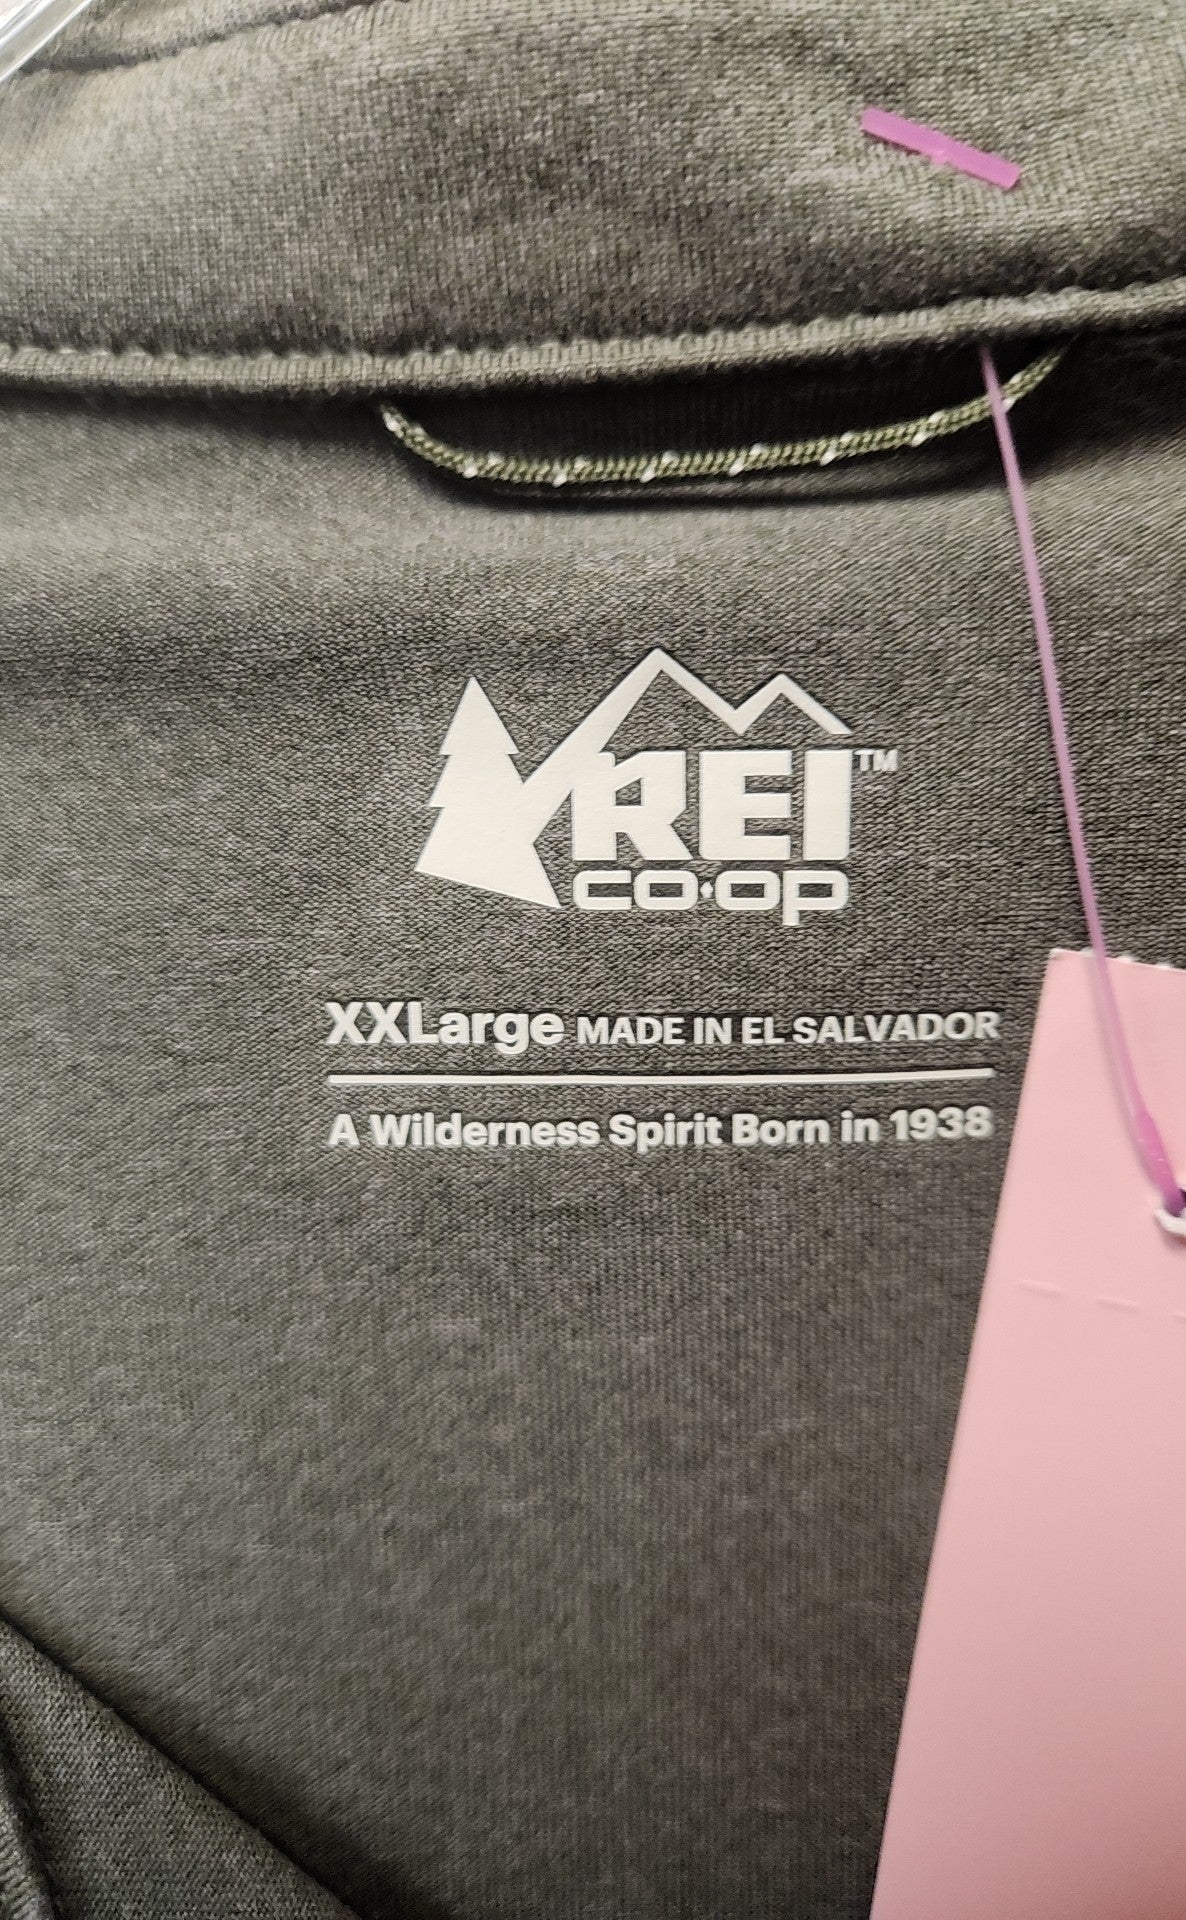 REI™
CO·OP
XXLarge MADE IN EL SALVADOR
A Wilderness Spirit Born in 1938